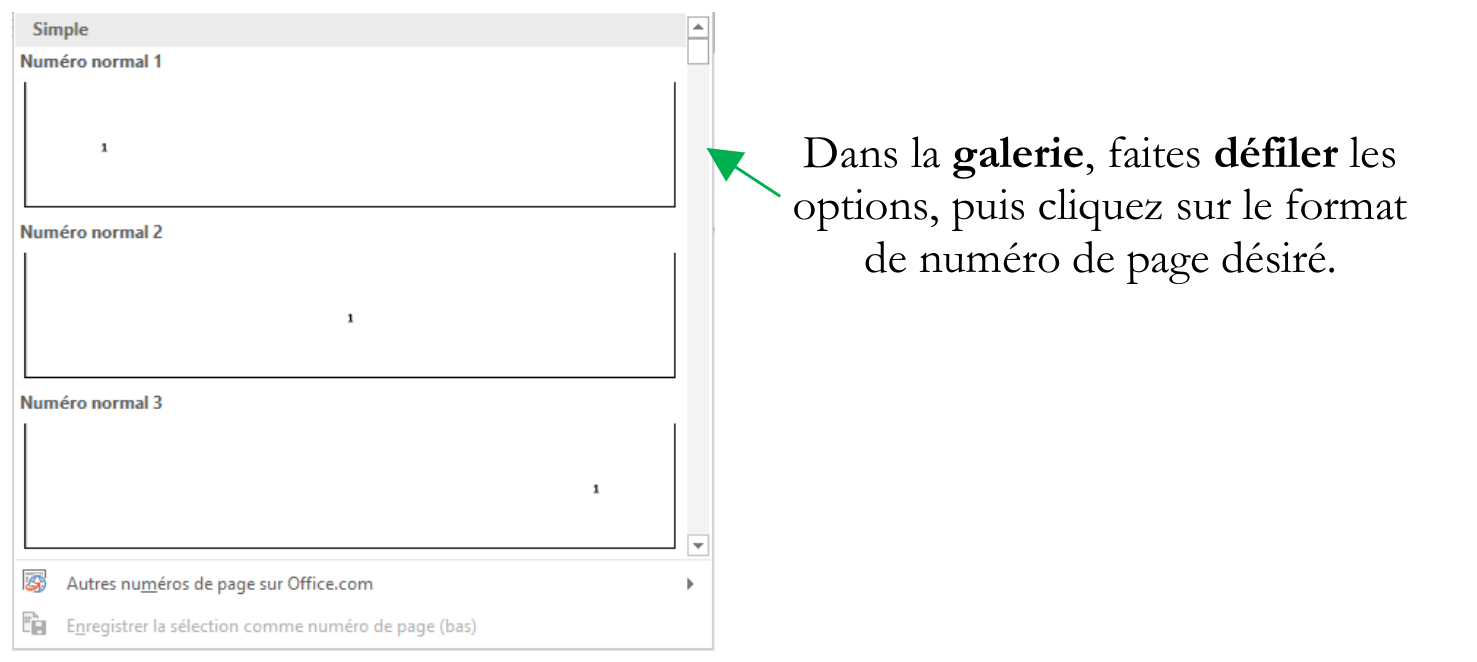 Simple
Numéro normal 1
1
Numéro normal 2
1
Numéro normal 3
1
Autres numéros de page sur Office.com
Enregistrer la sélection comme numéro de page (bas)
Dans la galerie, faites défiler les
options, puis cliquez sur le format
de numéro de page désiré.